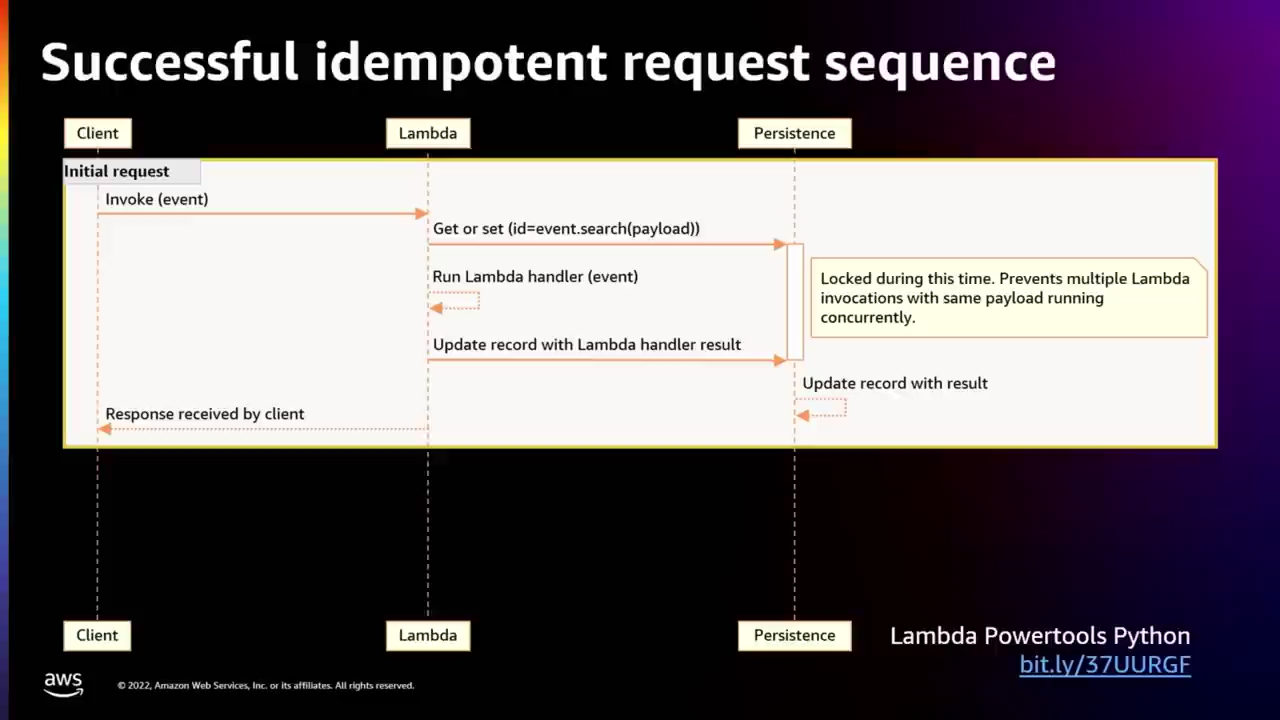 Successful idempotent request sequence
Client
Lambda
Persistence
Initial request
Invoke (event)
Get or set (id=event.search(payload))
Run Lambda handler (event)
Locked during this time. Prevents multiple Lambda
invocations with same payload running
concurrently.
Update record with Lambda handler result
Update record with result
Response received by client
Client
Lambda
Persistence
Lambda Powertools Python
bit.ly/37UURGF
aws
© 2022, Amazon Web Services, Inc. or its affiliates. All rights reserved.